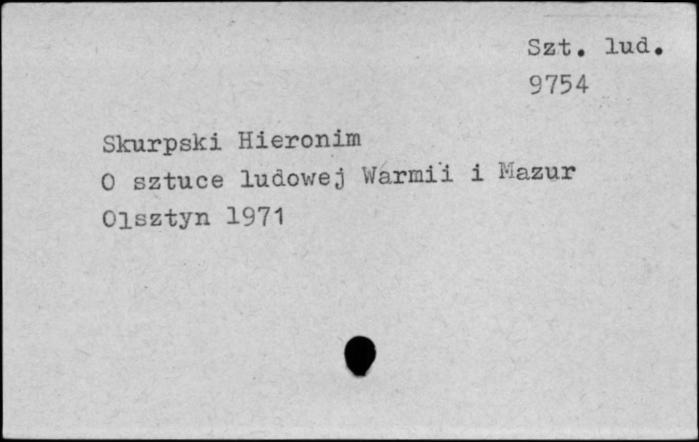 Szt. lud.
9754
Skurpski Hieronim
O sztuce ludowej Warmii i Mazur
Olsztyn 1971